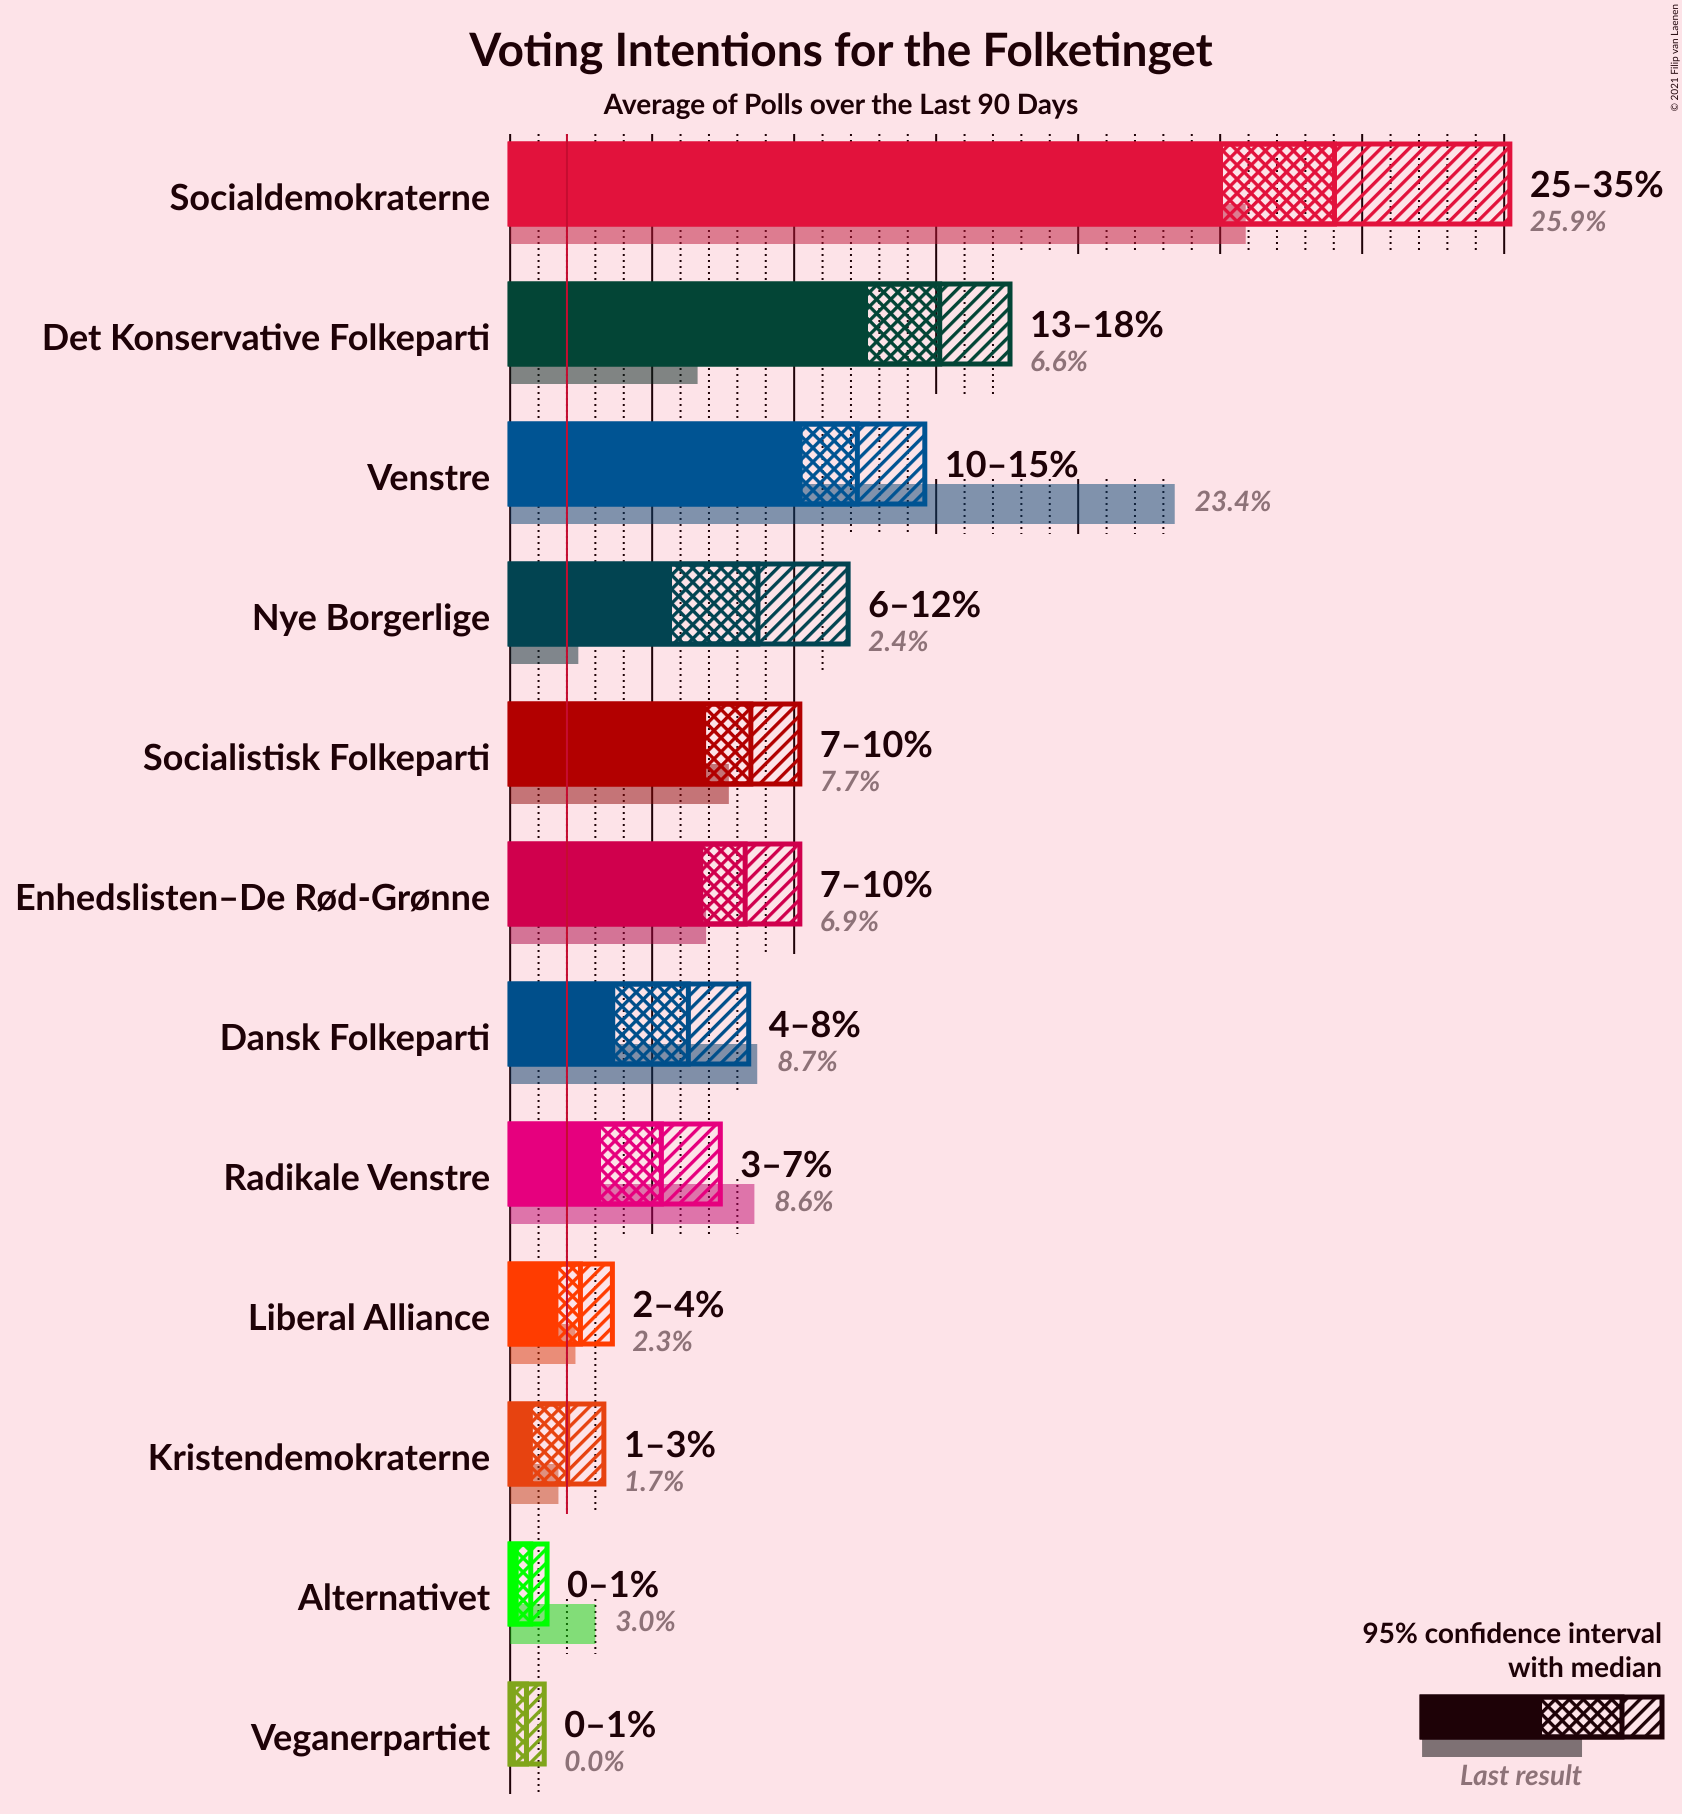 Voting Intentions for the Folketinget
Average of Polls over the Last 90 Days
© 2021 Filip van Laenen
Socialdemokraterne
25–35%
25.9%
Det Konservative Folkeparti
13–18%
6.6%
Venstre
10–15%
23.4%
Nye Borgerlige
6–12%
2.4%
Socialistisk Folkeparti
7–10%
7.7%
Enhedslisten–De Rød-Grønne
7–10%
6.9%
Dansk Folkeparti
4–8%
8.7%
Radikale Venstre
3–7%
8.6%
Liberal Alliance
2–4%
2.3%
Kristendemokraterne
1–3%
1.7%
Alternativet
0–1%
3.0%
Veganerpartiet
0–1%
0.0%
95% confidence interval
with median
Last result